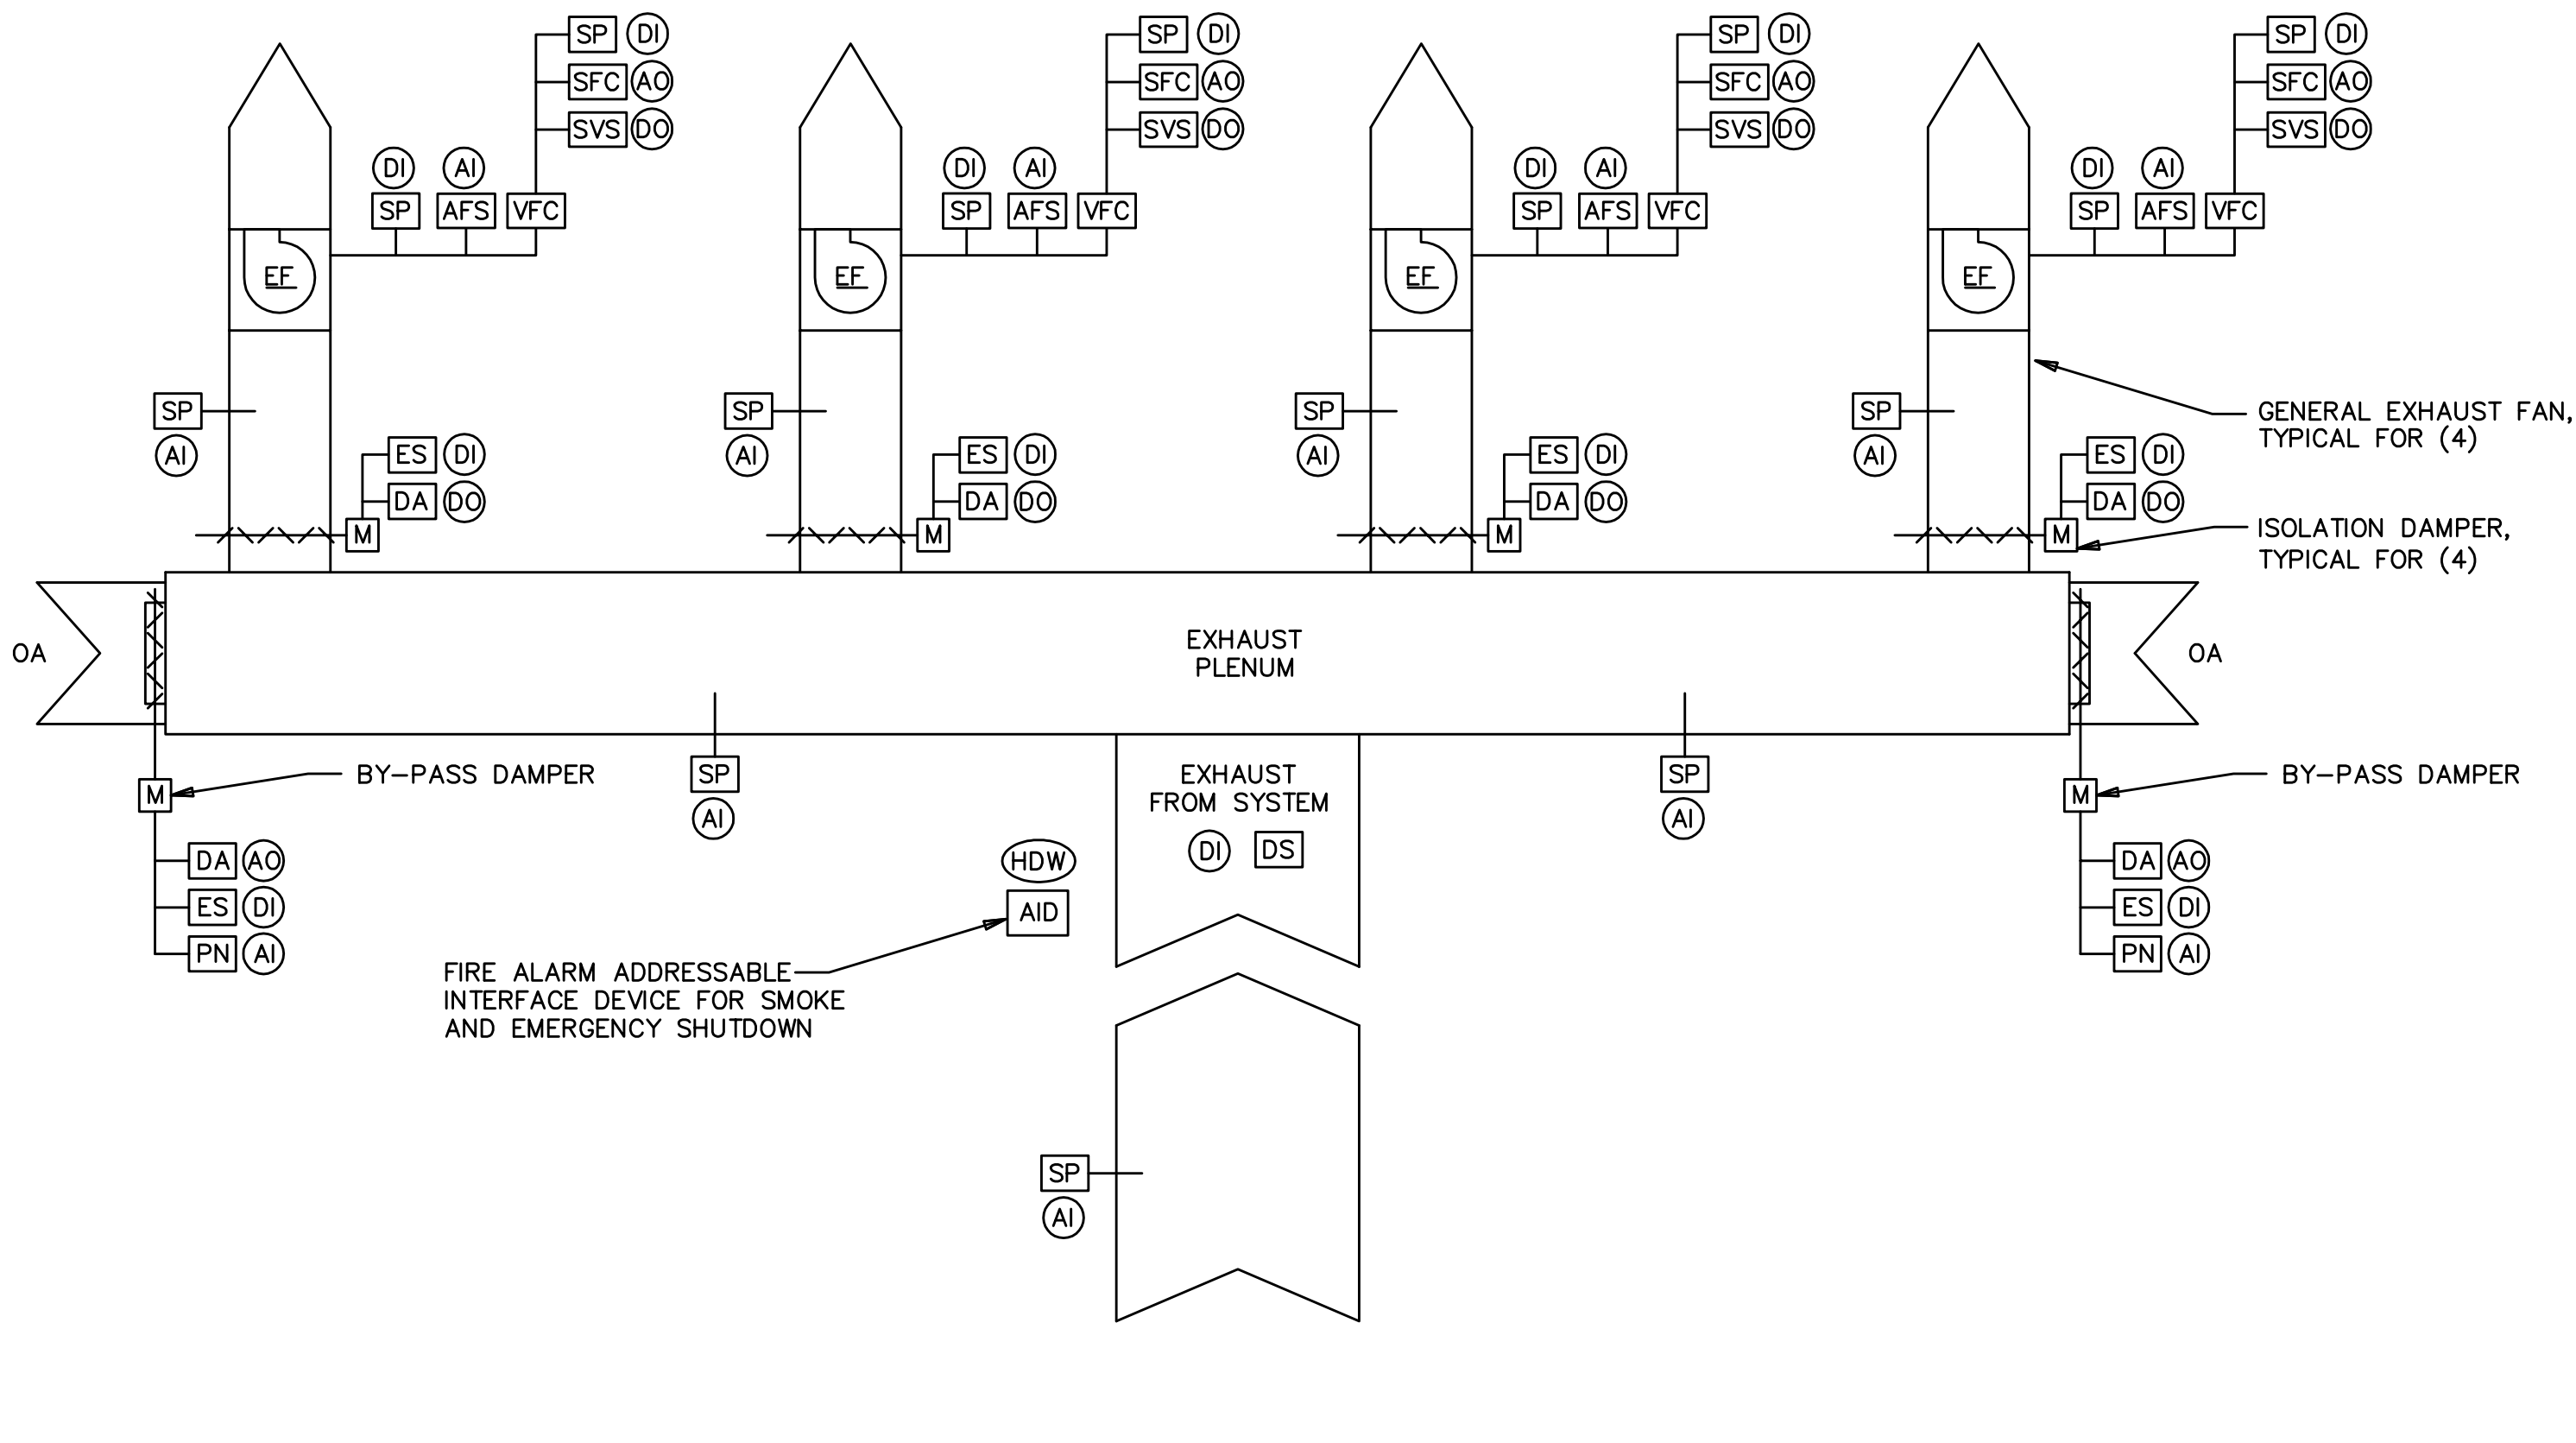 SP DI SP DI SP DI SP DI
SFC AO SFC AO SFC AO SFC AO
SVS DO SVS DO SVS DO SVS DO
DI AI DI AI DI AI DI AI
SP AFS VFC SP AFS VFC SP AFS VFC SP AFS VFC
EF EF EF EF
SP SP SP SP GENERAL EXHAUST FAN,
TYPICAL FOR (4)
AI ES DI AI ES DI AI ES DI AI ES DI
DA DO DA DO DA DO DA DO
M M M M ISOLATION DAMPER,
TYPICAL FOR (4)
OA EXHAUST OA
PLENUM
BY-PASS DAMPER SP EXHAUST SP BY-PASS DAMPER
M FROM SYSTEM M
AI AI
DI DS
DA AO HDW DA AO
ES DI AID ES DI
PN AI PN AI
FIRE ALARM ADDRESSABLE
INTERFACE DEVICE FOR SMOKE
AND EMERGENCY SHUTDOWN
SP
AI